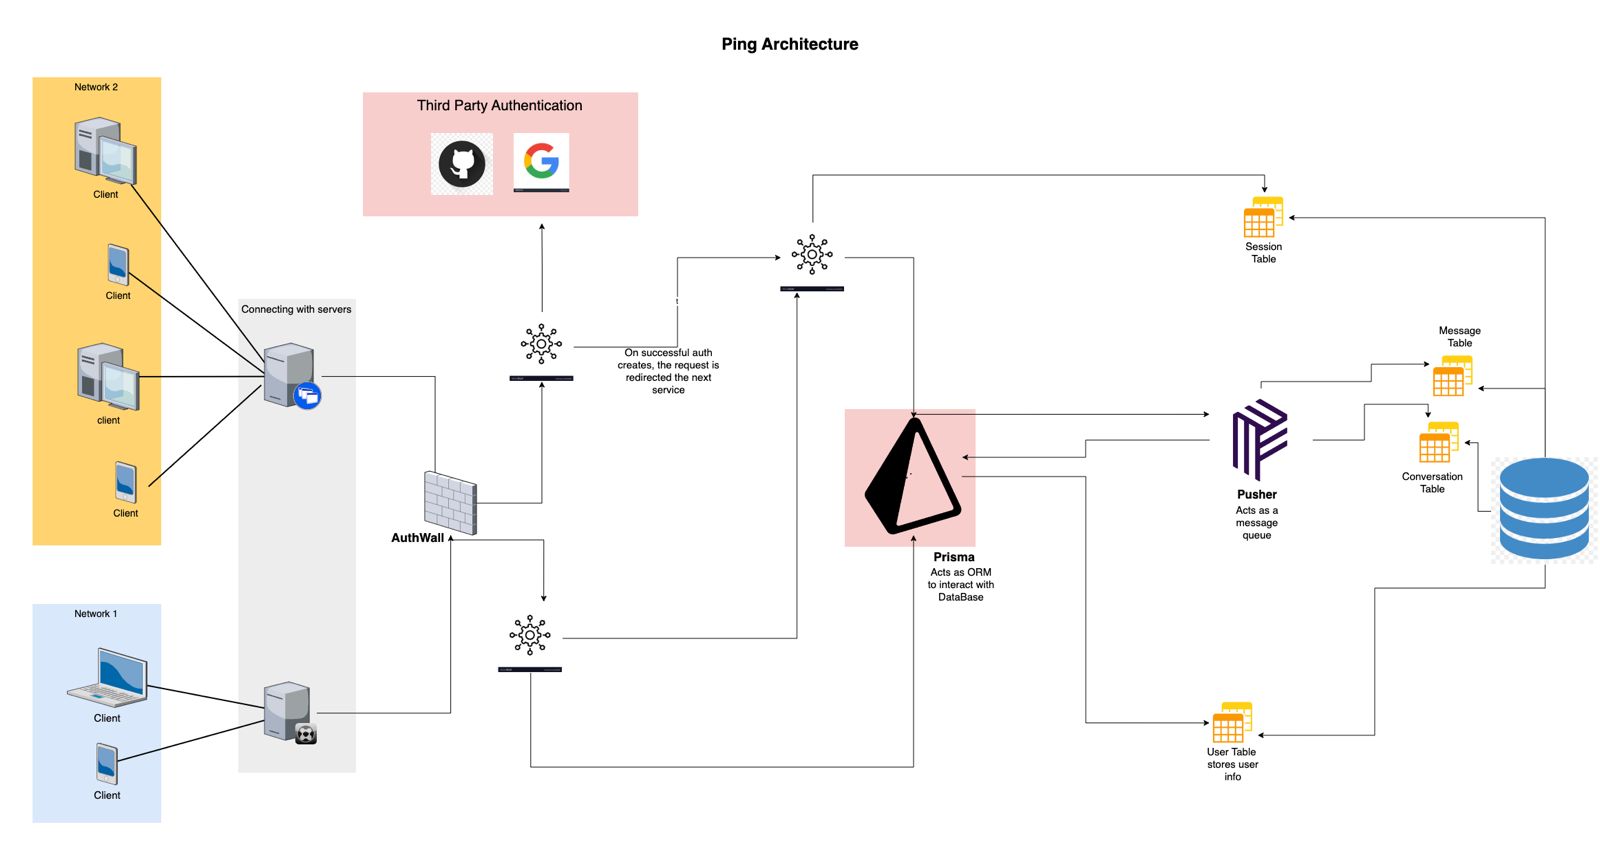 Ping Architecture
Network 2
Client
Client
client
Client
Network 1
Client
Client
Connecting with servers
Third Party Authentication
AuthWall
On successful auth
creates, the request is
redirected the next
service
Prisma
Acts as ORM
to interact with
DataBase
Pusher
Acts as a
message
queue
Session
Table
Message
Table
Conversation
Table
User Table
stores user
info